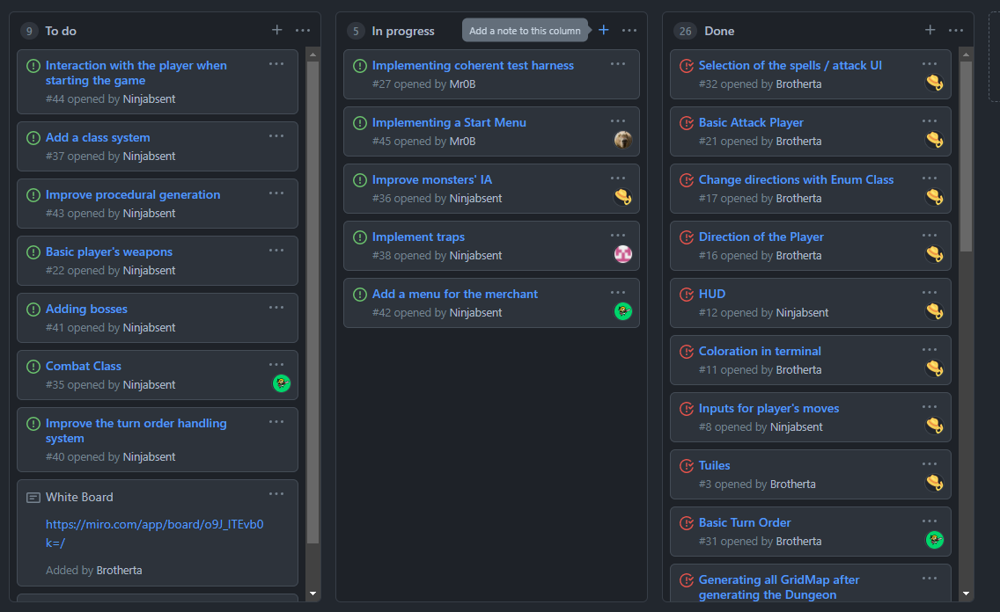 9 To do
Interaction with the player when
starting the game
#44 opened by Ninjabsent
Add a class system
#37 opened by Ninjabsent
Improve procedural generation
#43 opened by Ninjabsent
Basic player's weapons
#22 opened by Ninjabsent
Adding bosses
#41 opened by Ninjabsent
Combat Class
#35 opened by Ninjabsent
Improve the turn order handling
system
#40 opened by Ninjabsent
White Board
https://miro.com/app/board/o9J_lTEvb0
k=/
Added by Brotherta
5 In progress
Add a note to this column
Implementing coherent test harness
#27 opened by Mr0B
Implementing a Start Menu
#45 opened by Mr0B
Improve monsters' IA
#36 opened by Ninjabsent
Implement traps
#38 opened by Ninjabsent
Add a menu for the merchant
#42 opened by Ninjabsent
26 Done
Selection of the spells / attack UI
#32 opened by Brotherta
Basic Attack Player
#21 opened by Brotherta
Change directions with Enum Class
#17 opened by Brotherta
Direction of the Player
#16 opened by Brotherta
HUD
#12 opened by Ninjabsent
Coloration in terminal
#11 opened by Brotherta
Inputs for player's moves
#8 opened by Ninjabsent
Tuiles
#3 opened by Brotherta
Basic Turn Order
#31 opened by Brotherta
Generating all GridMap after
generating the Dungeon